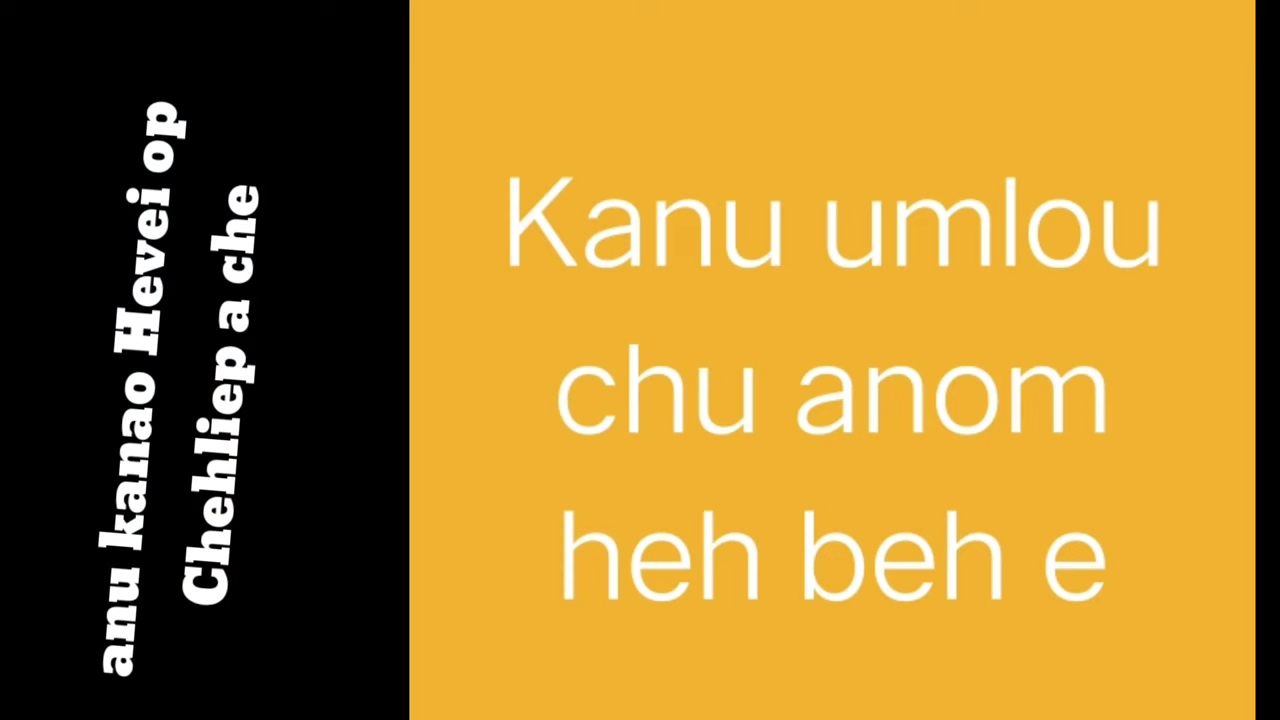 anu kanao Hevei op
Chehliep a che
Kanu umlou
chu anom
heh beh e